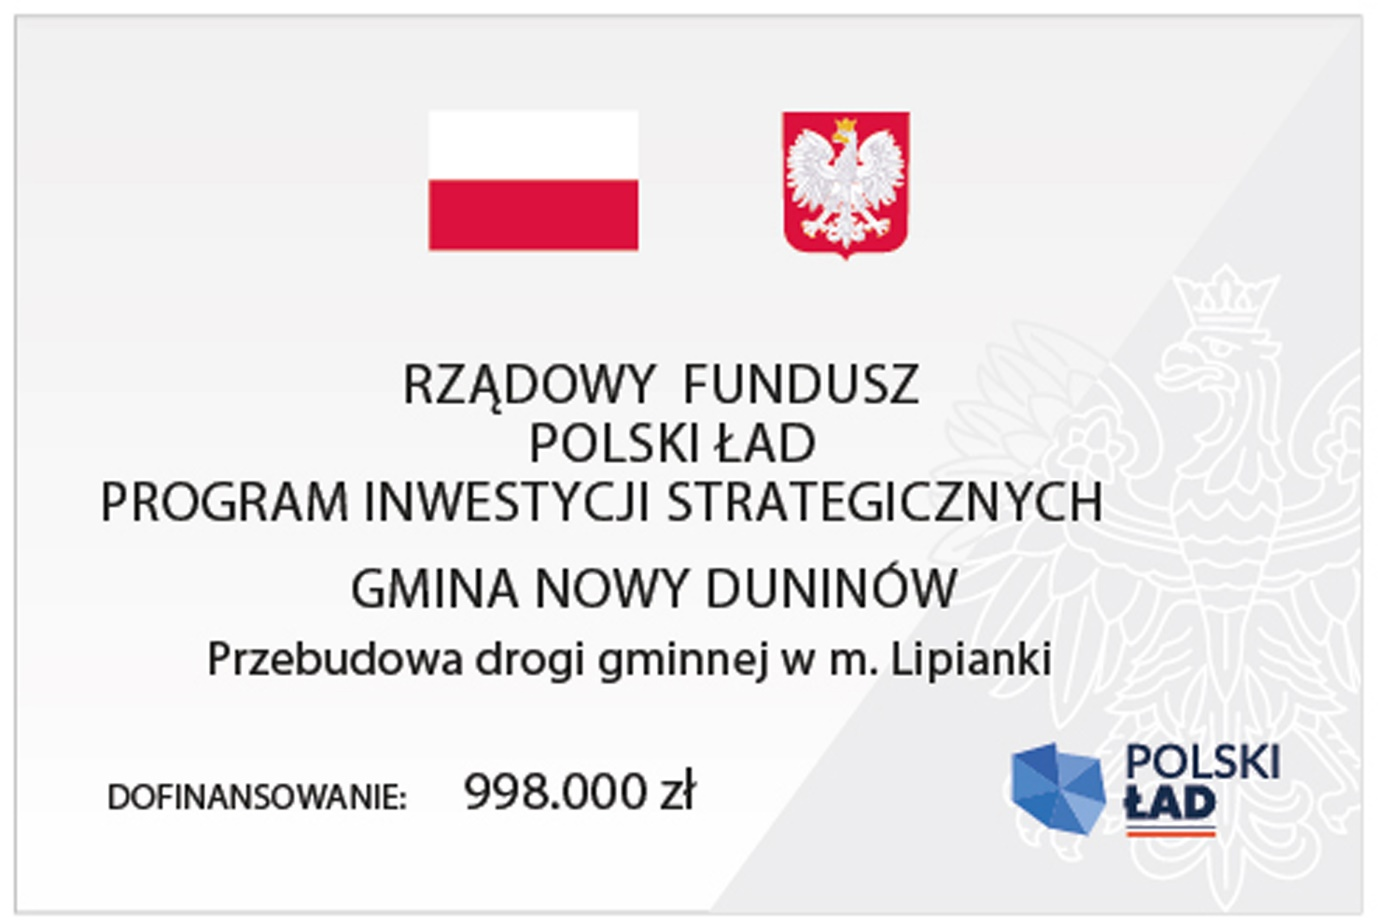 RZĄDOWY FUNDUSZ
POLSKI ŁAD
PROGRAM INWESTYCJI STRATEGICZNYCH
GMINA NOWY DUNINÓW
Przebudowa drogi gminnej w m. Lipianki
DOFINANSOWANIE: 998.000 zł
POLSKI
ŁAD